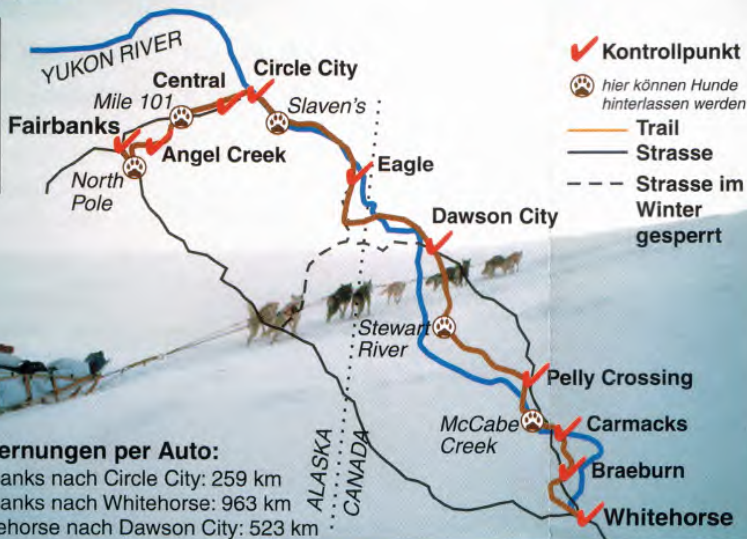 YUKON RIVER
Central
Circle City
Mile 101
Slaven's
Fairbanks
Angel Creek
North
Pole
Eagle
Dawson City
Stewart
River
Pelly Crossing
McCabe
Creek
Carmacks
Braeburn
Whitehorse
ALASKA
CANADA
Kontrollpunkt
hier können Hunde
hinterlassen werden
Trail
Strasse
Strasse im
Winter
gesperrt
ernungen per Auto:
anks nach Circle City: 259 km
anks nach Whitehorse: 963 km
ehorse nach Dawson City: 523 km